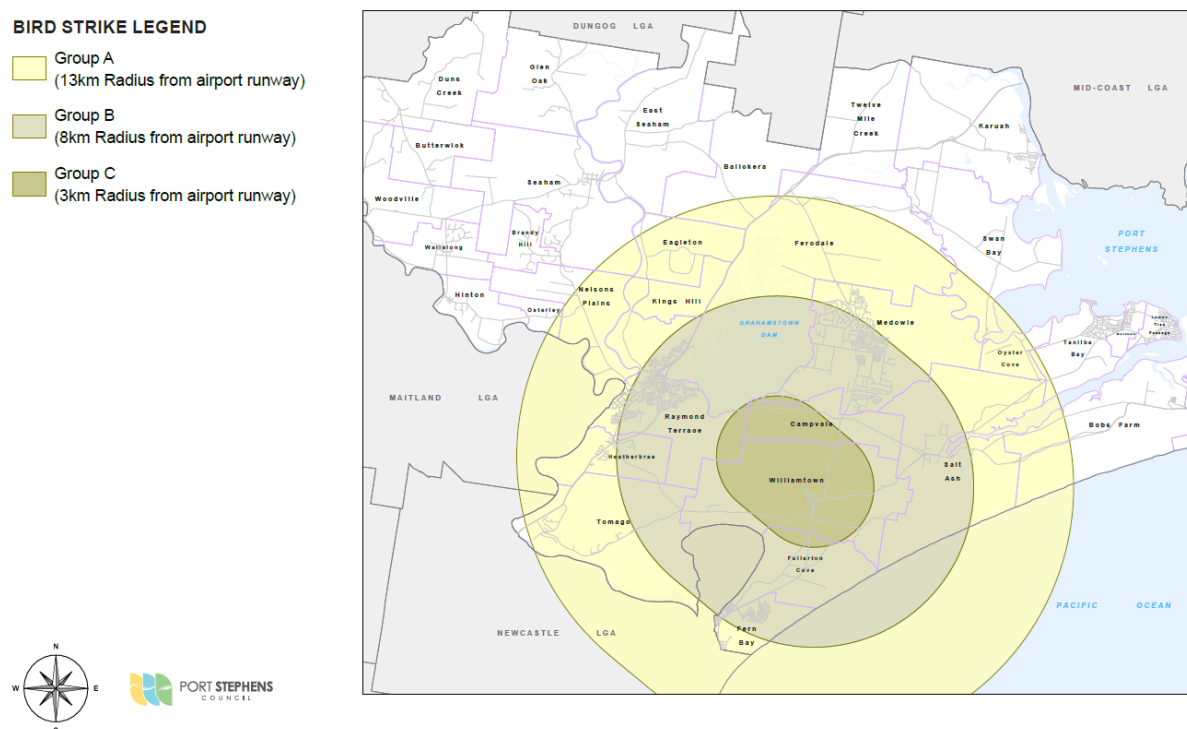 BIRD STRIKE LEGEND
Group A
(13km Radius from airport runway)
Group B
(8km Radius from airport runway)
Group C
(3km Radius from airport runway)
DUNGOG LGA
MID-COAST LGA
Duns
Creek
Glen
Oak
East
Seaham
Twelve
Mile
Creek
Karuah
Butterwick
Seaham
Balickera
Woodville
Brandy
Hill
Wallalong
Eagleton
Ferodale
Swan
Bay
PORT
STEPHENS
Hinton
Nelsons
Plains
Osterley
Kings Hill
GRAHAMSTOWN
DAM
Medowie
Oyster
Cove
Tanilba
Bay
Lemon
Tree
Passage
MAITLAND LGA
Raymond
Terrace
Campvale
Bobs Farm
Heatherbrae
Williamtown
Salt
Ash
Tomago
Fullerton
Cove
Fern
Bay
NEWCASTLE LGA
PACIFIC OCEAN
N
W
E
S
PORT STEPHENS
COUNCIL